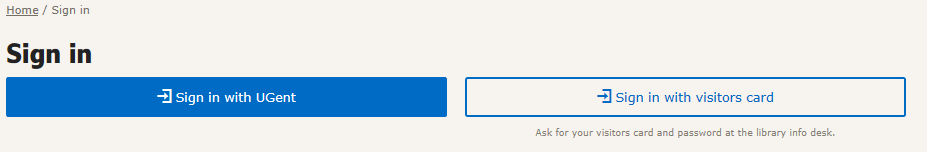 Home / Sign in
Sign in
Sign in with UGent
Sign in with visitors card
Ask for your visitors card and password at the library info desk.